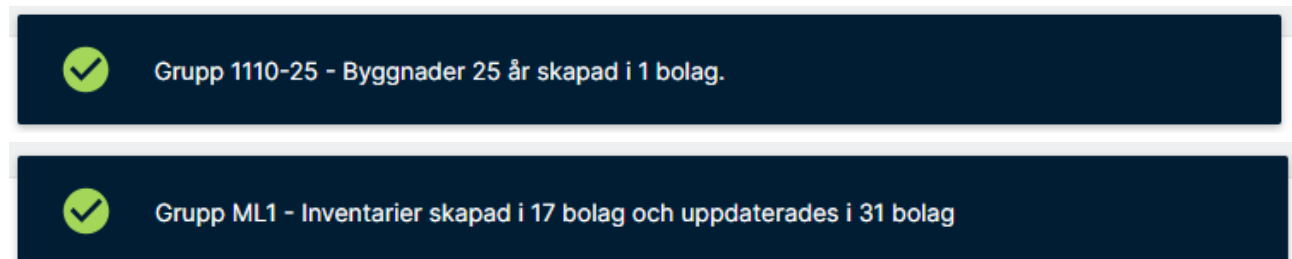 Grupp 1110-25 - Byggnader 25 år skapad i 1 bolag.
Grupp ML1 - Inventarier skapad i 17 bolag och uppdaterades i 31 bolag